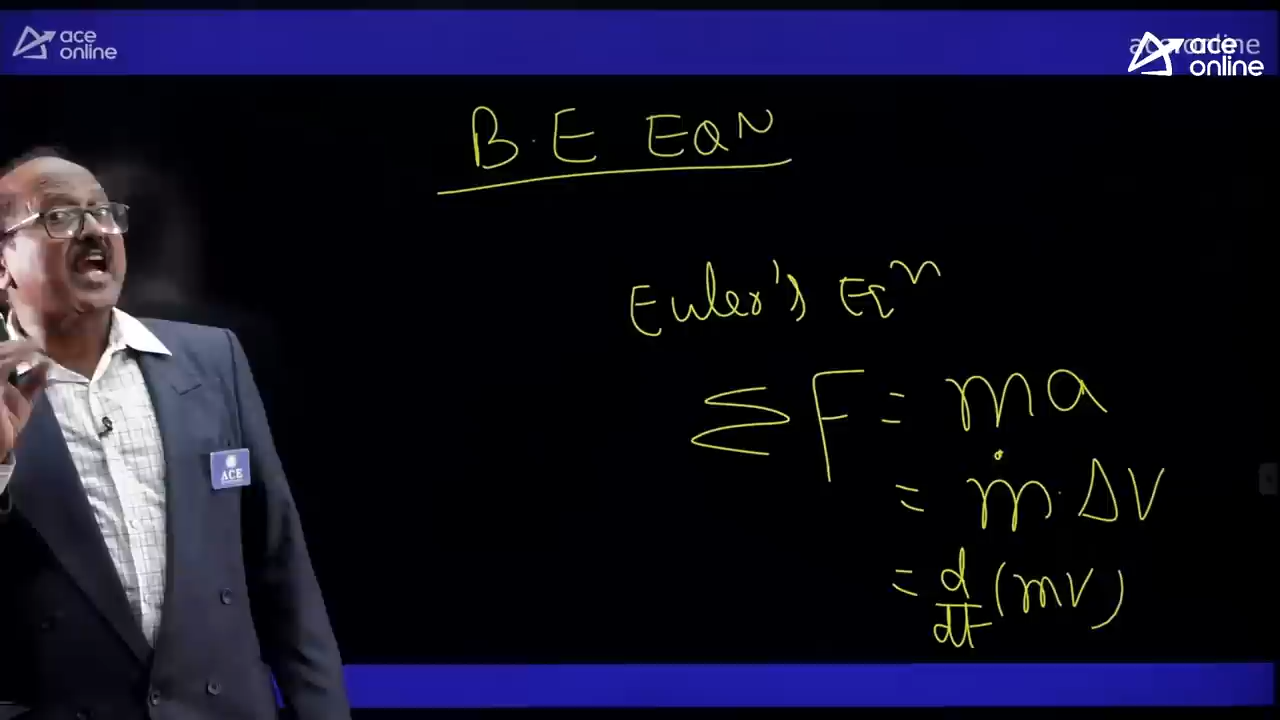 ace
online
ace
online
B.E EQN
Euler's Eqn
ΣF = ma
= ṁ. ΔV
= d/dt (mV)
ACE